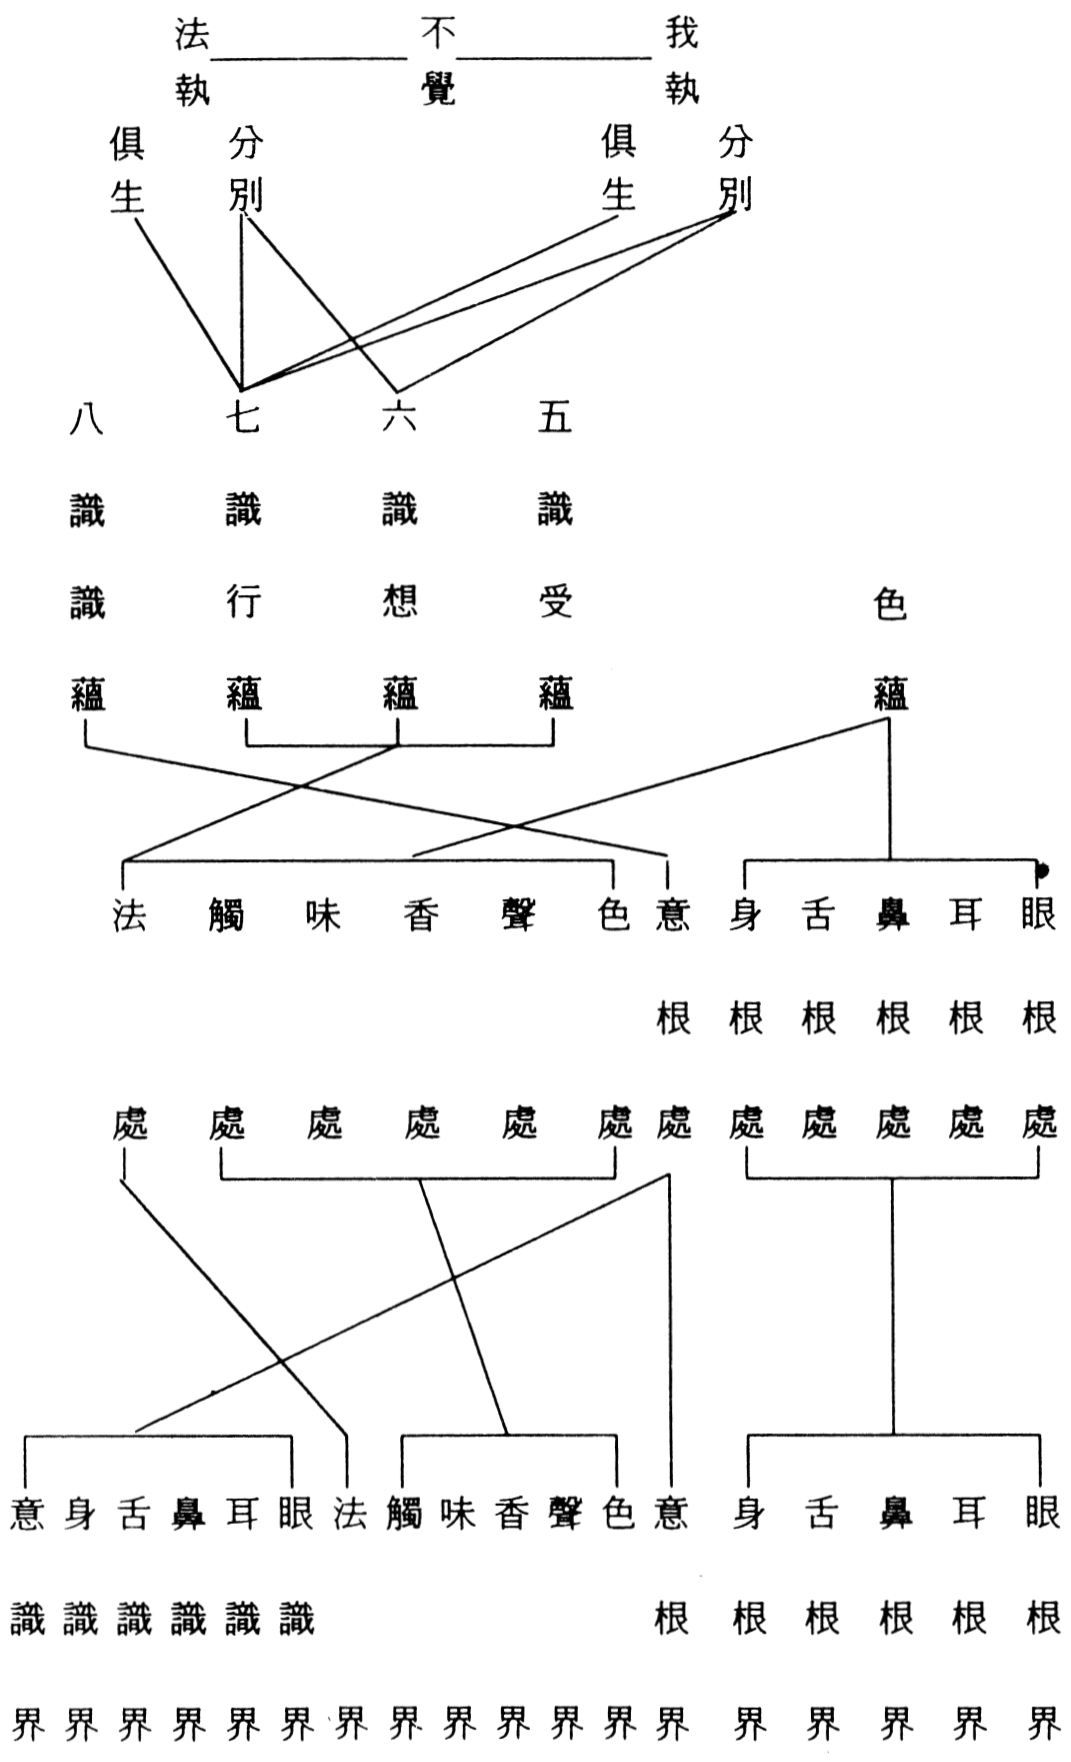 我執
不覺
法執
分別
俱生
分別
俱生
色蘊
五識受蘊
六識想蘊
七識行蘊
八識識蘊
眼根處
耳根處
鼻根處
舌根處
身根處
意根處
色處
聲處
香處
味處
觸處
法處
眼根界
耳根界
鼻根界
舌根界
身根界
意根界
色界
聲界
香界
味界
觸界
法界
眼識界
耳識界
鼻識界
舌識界
身識界
意識界